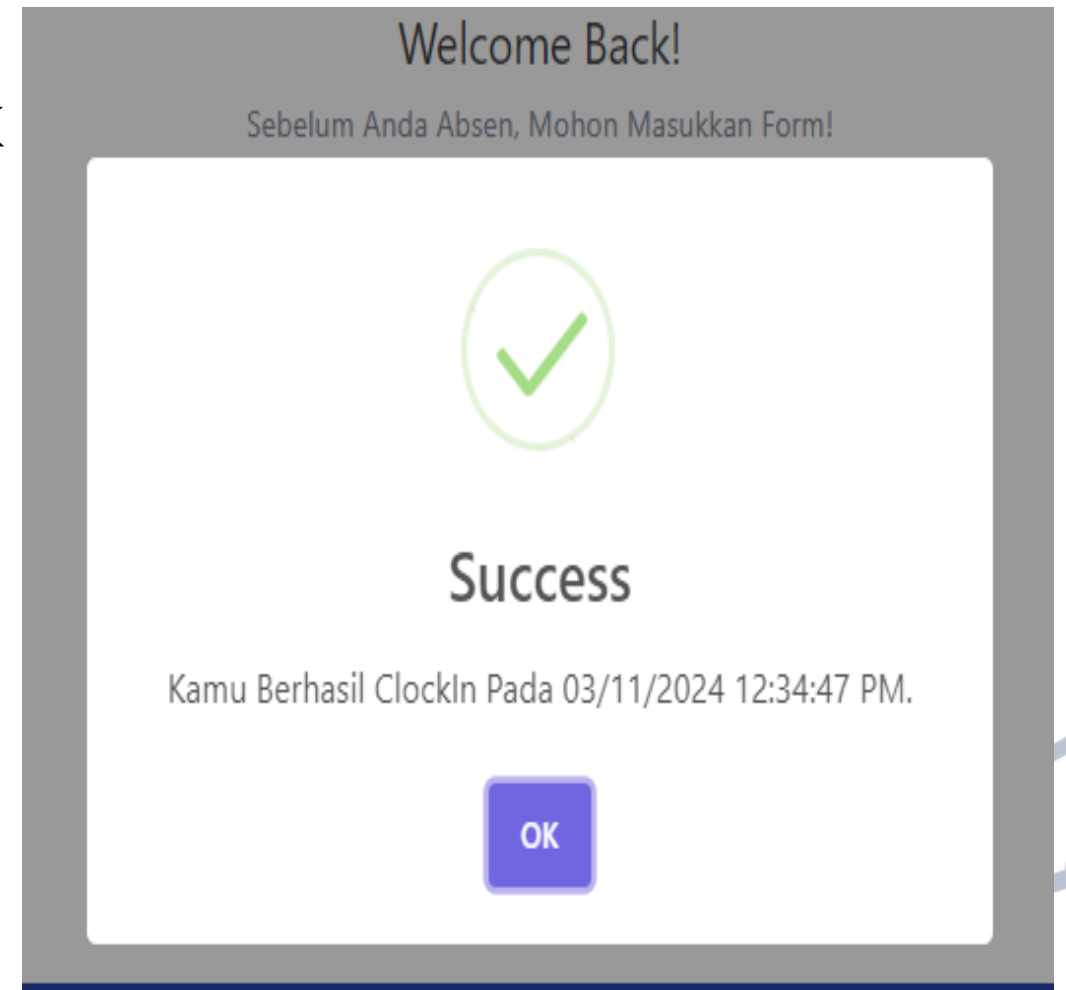 Welcome Back!
Sebelum Anda Absen, Mohon Masukkan Form!
Success
Kamu Berhasil ClockIn Pada 03/11/2024 12:34:47 PM.
OK